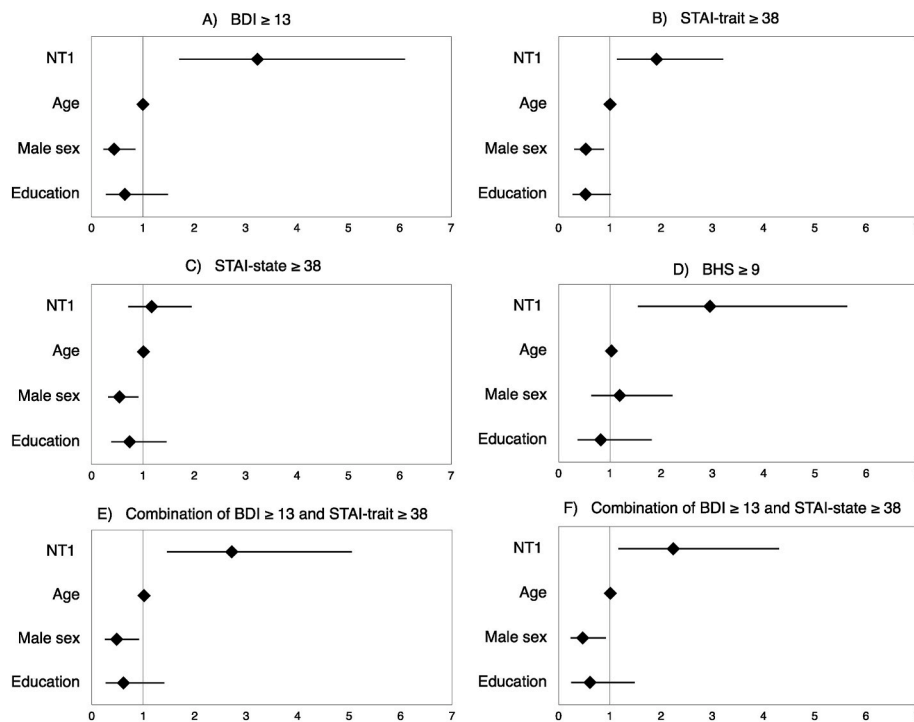 A) BDI ≥ 13
NT1
Age
Male sex
Education
0 1 2 3 4 5 6 7
B) STAI-trait ≥ 38
NT1
Age
Male sex
Education
0 1 2 3 4 5 6
C) STAI-state ≥ 38
NT1
Age
Male sex
Education
0 1 2 3 4 5 6 7
D) BHS ≥ 9
NT1
Age
Male sex
Education
0 1 2 3 4 5 6
E) Combination of BDI ≥ 13 and STAI-trait ≥ 38
NT1
Age
Male sex
Education
0 1 2 3 4 5 6 7
F) Combination of BDI ≥ 13 and STAI-state ≥ 38
NT1
Age
Male sex
Education
0 1 2 3 4 5 6